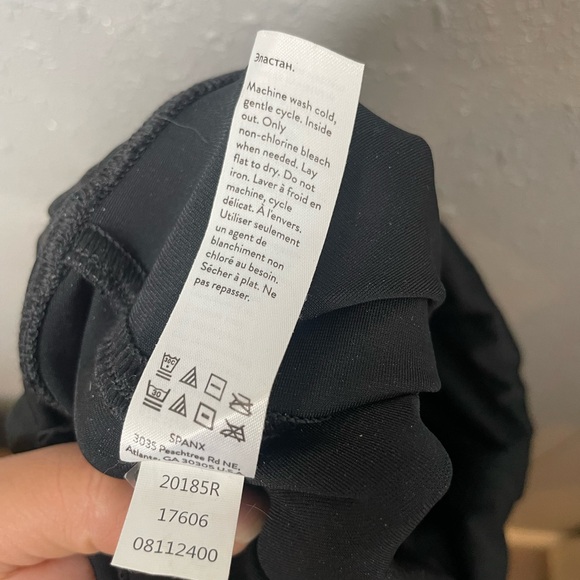 Эластан.
Machine wash cold,
gentle cycle. Inside
out. Only
non-chlorine bleach
when needed. Lay
flat to dry. Do not
iron. Laver à froid en
machine, cycle
délicat. À l'envers.
Utiliser seulement
un agent de
blanchiment non
chloré au besoin.
Sécher à plat. Ne
pas repasser.
30C
30
SPANX
3035 Peachtree Rd NE,
Atlanta, GA 30305 U.S.A
20185R
17606
08112400